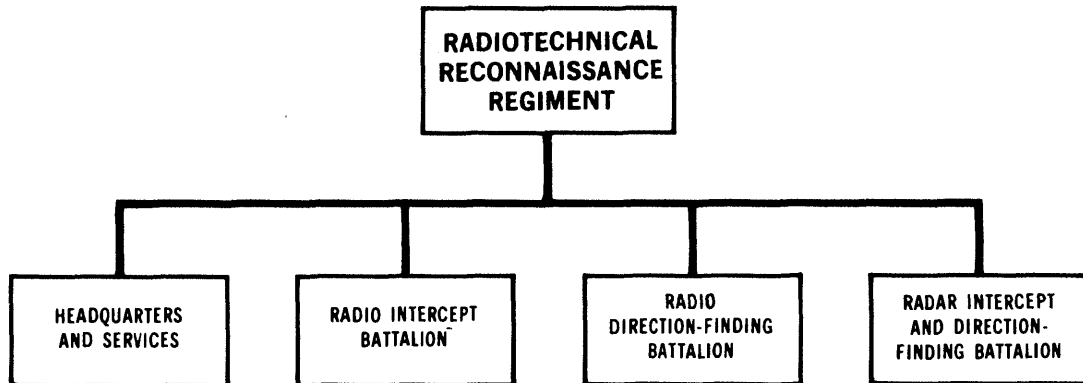 RADIOTECHNICAL
RECONNAISSANCE
REGIMENT
HEADQUARTERS
AND SERVICES
RADIO INTERCEPT
BATTALION
RADIO
DIRECTION-FINDING
BATTALION
RADAR INTERCEPT
AND DIRECTION-
FINDING BATTALION